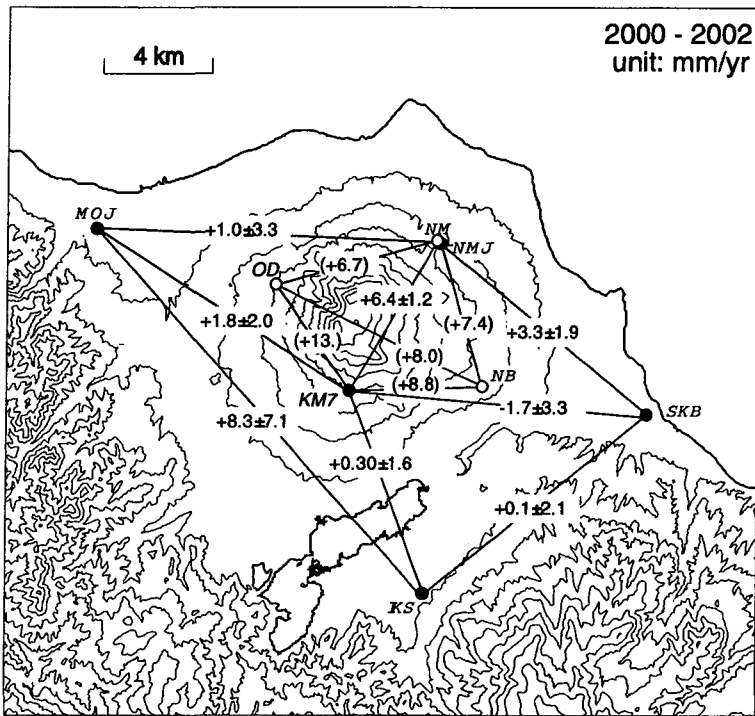 2000 - 2002
unit: mm/yr
4 km
MOJ
NM
NMJ
+1.0±3.3
OD
(+6.7)
+6.4±1.2
+1.8±2.0
(+13.)
(+7.4)
+3.3±1.9
(+8.0)
(+8.8)
NB
KM7
-1.7±3.3
SKB
+8.3±7.1
+0.30±1.6
+0.1±2.1
KS